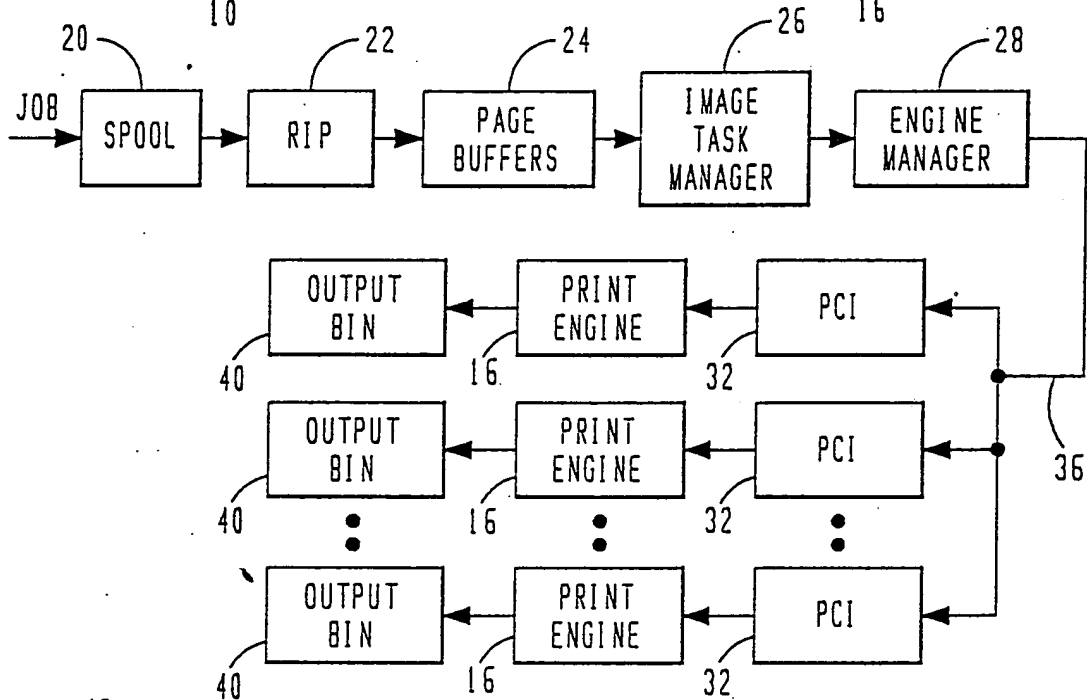 10
16
20
22
24
26
28
JOB
SPOOL
RIP
PAGE
BUFFERS
IMAGE
TASK
MANAGER
ENGINE
MANAGER
OUTPUT
BIN
PRINT
ENGINE
PCI
40
16
32
36
OUTPUT
BIN
PRINT
ENGINE
PCI
40
16
32
OUTPUT
BIN
PRINT
ENGINE
PCI
40
16
32